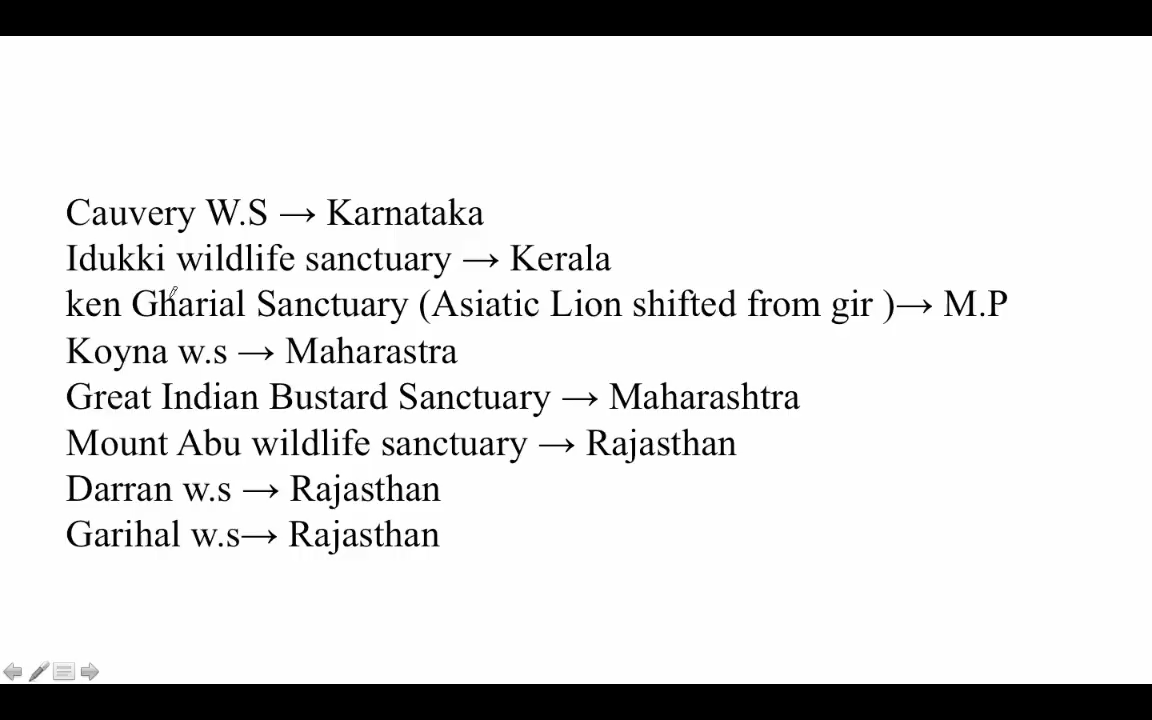 Cauvery W.S → Karnataka
Idukki wildlife sanctuary → Kerala
ken Gharial Sanctuary (Asiatic Lion shifted from gir )→ M.P
Koyna w.s → Maharastra
Great Indian Bustard Sanctuary → Maharashtra
Mount Abu wildlife sanctuary → Rajasthan
Darran w.s → Rajasthan
Garihal w.s→ Rajasthan